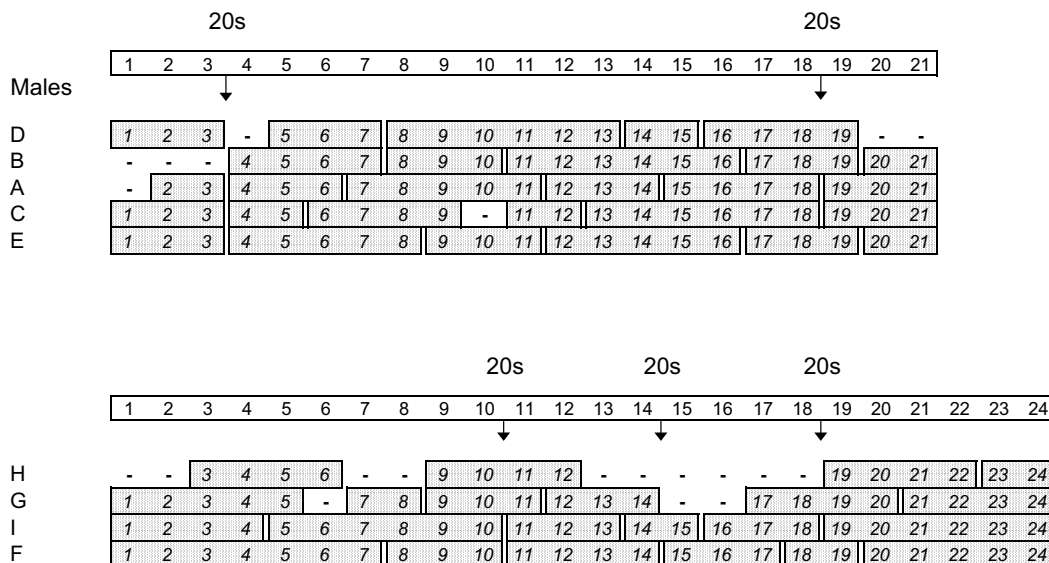 20s 20s
1 2 3 4 5 6 7 8 9 10 11 12 13 14 15 16 17 18 19 20 21
Males
D 1 2 3 - 5 6 7 8 9 10 11 12 13 14 15 16 17 18 19 - -
B - - - 4 5 6 7 8 9 10 11 12 13 14 15 16 17 18 19 20 21
A - 2 3 4 5 6 7 8 9 10 11 12 13 14 15 16 17 18 19 20 21
C 1 2 3 4 5 6 7 8 9 - 11 12 13 14 15 16 17 18 19 20 21
E 1 2 3 4 5 6 7 8 9 10 11 12 13 14 15 16 17 18 19 20 21
20s 20s 20s
1 2 3 4 5 6 7 8 9 10 11 12 13 14 15 16 17 18 19 20 21 22 23 24
H - - 3 4 5 6 - - 9 10 11 12 - - - - - - 19 20 21 22 23 24
G 1 2 3 4 5 - 7 8 9 10 11 12 13 14 - - 17 18 19 20 21 22 23 24
I 1 2 3 4 5 6 7 8 9 10 11 12 13 14 15 16 17 18 19 20 21 22 23 24
F 1 2 3 4 5 6 7 8 9 10 11 12 13 14 15 16 17 18 19 20 21 22 23 24